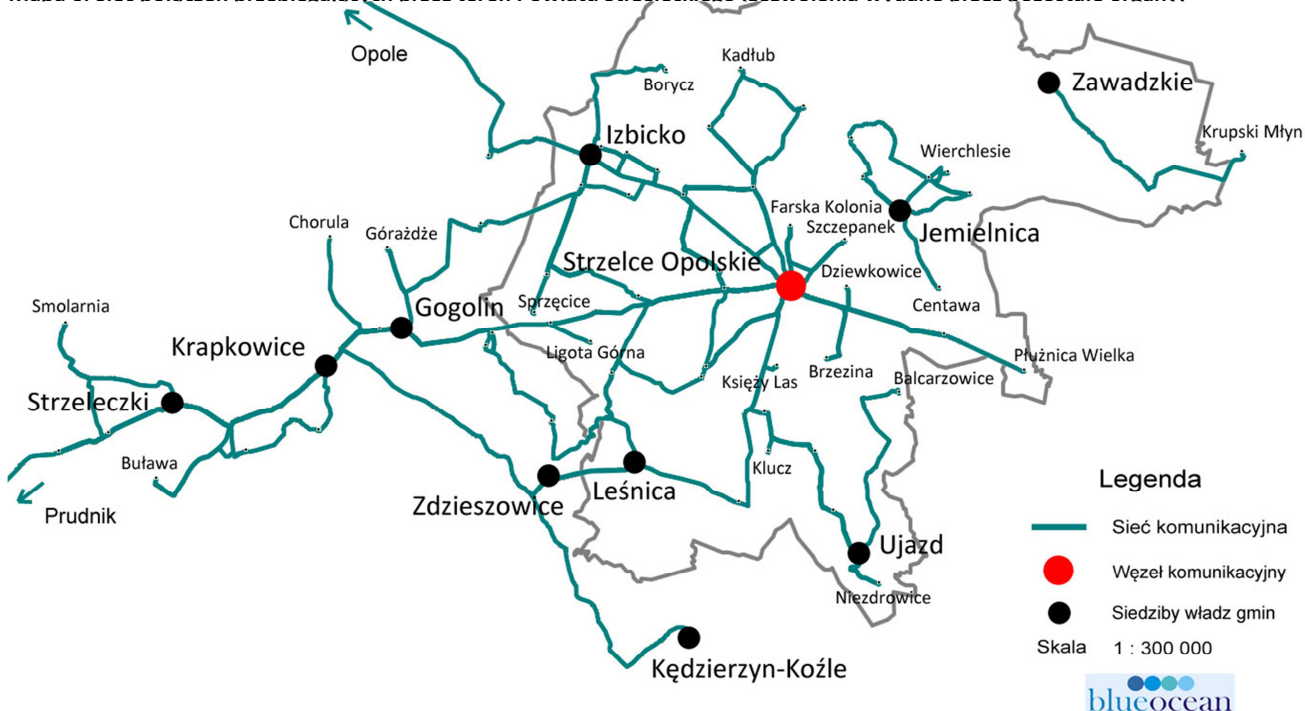 Opole
Kadłub
Borycz
Zawadzkie
Krupski Młyn
Izbicko
Wierchlesie
Chorula
Górażdże
Farska Kolonia
Szczepanek
Jemielnica
Strzelce Opolskie
Dziewkowice
Smolarnia
Gogolin
Sprzęcice
Centawa
Krapkowice
Ligota Górna
Księży Las
Brzezina
Płużnica Wielka
Balcarzowice
Strzeleczki
Buława
Klucz
Prudnik
Zdzieszowice
Leśnica
Ujazd
Niezdrowice
Kędzierzyn-Koźle
Legenda
Sieć komunikacyjna
Węzeł komunikacyjny
Siedziby władz gmin
Skala 1 : 300 000
blueocean